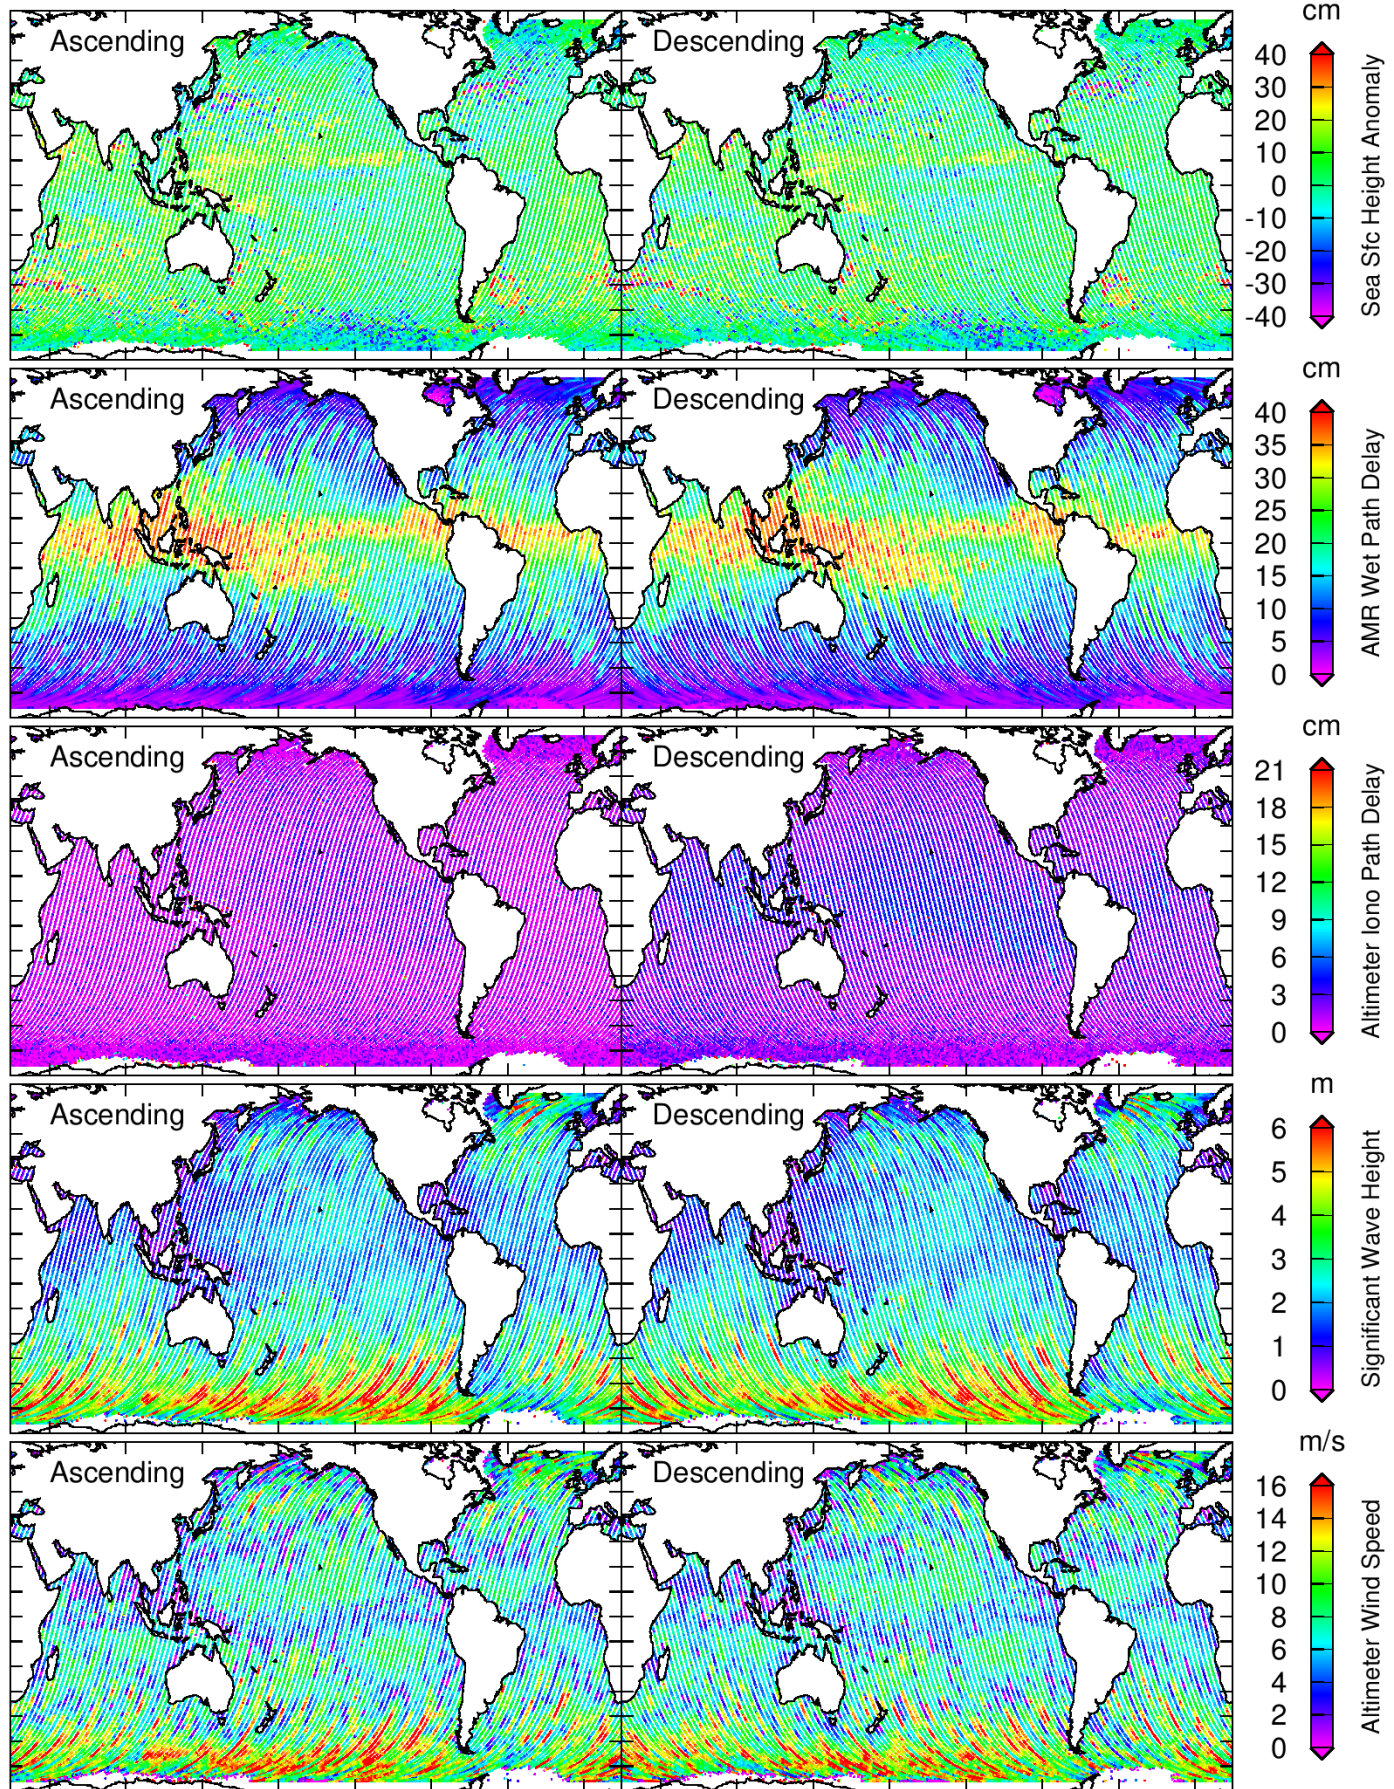 cm
Ascending
Descending
40
30
20
10
0
-10
-20
-30
-40
Sea Sfc Height Anomaly
cm
Ascending
Descending
40
35
30
25
20
15
10
5
0
AMR Wet Path Delay
cm
Ascending
Descending
21
18
15
12
9
6
3
0
Altimeter Iono Path Delay
m
Ascending
Descending
6
5
4
3
2
1
0
Significant Wave Height
m/s
Ascending
Descending
16
14
12
10
8
6
4
2
0
Altimeter Wind Speed